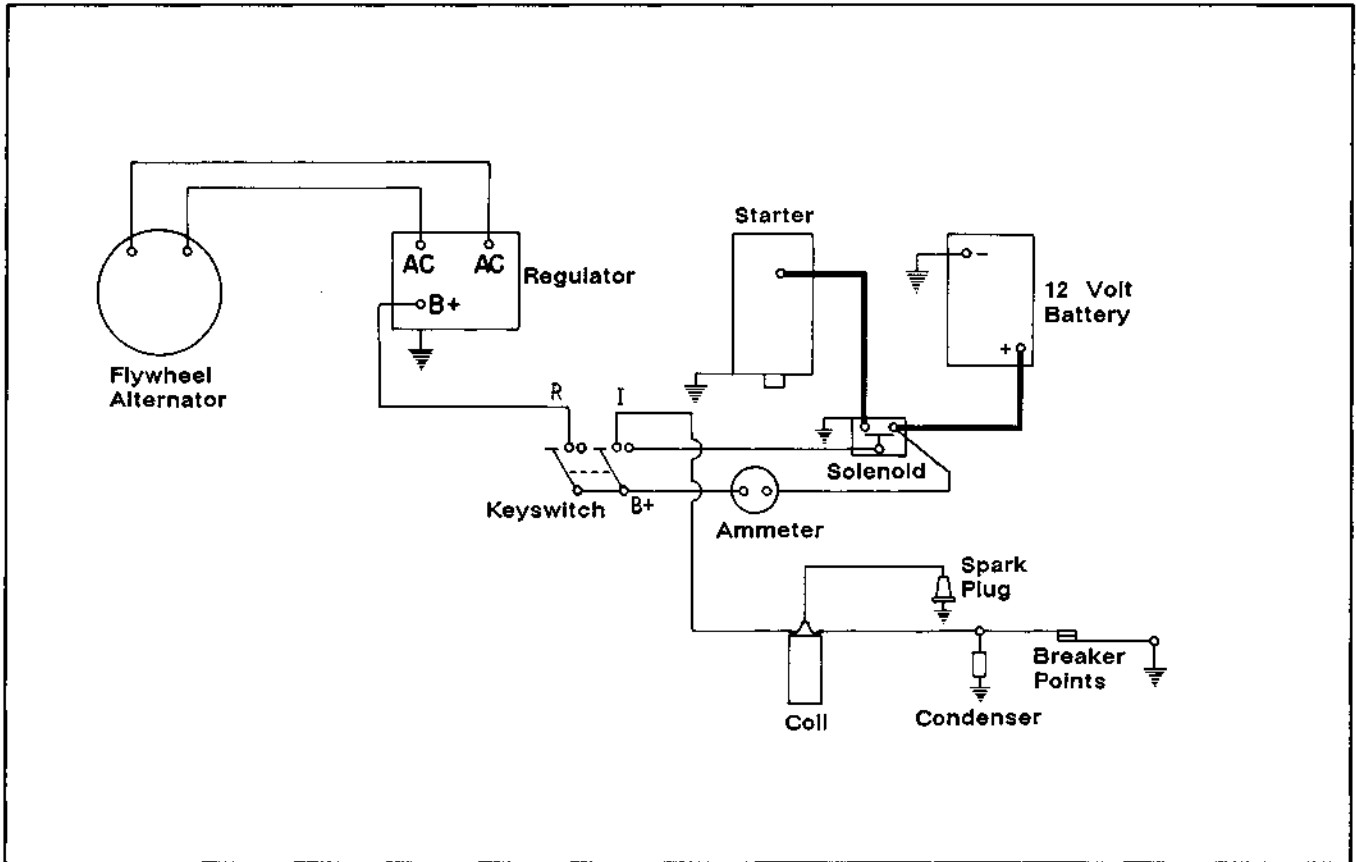 Starter
AC AC
Regulator
B+
12 Volt
Battery
-
+
Flywheel
Alternator
R I
Solenoid
Keyswitch
B+
Ammeter
Spark
Plug
Breaker
Points
Coil
Condenser